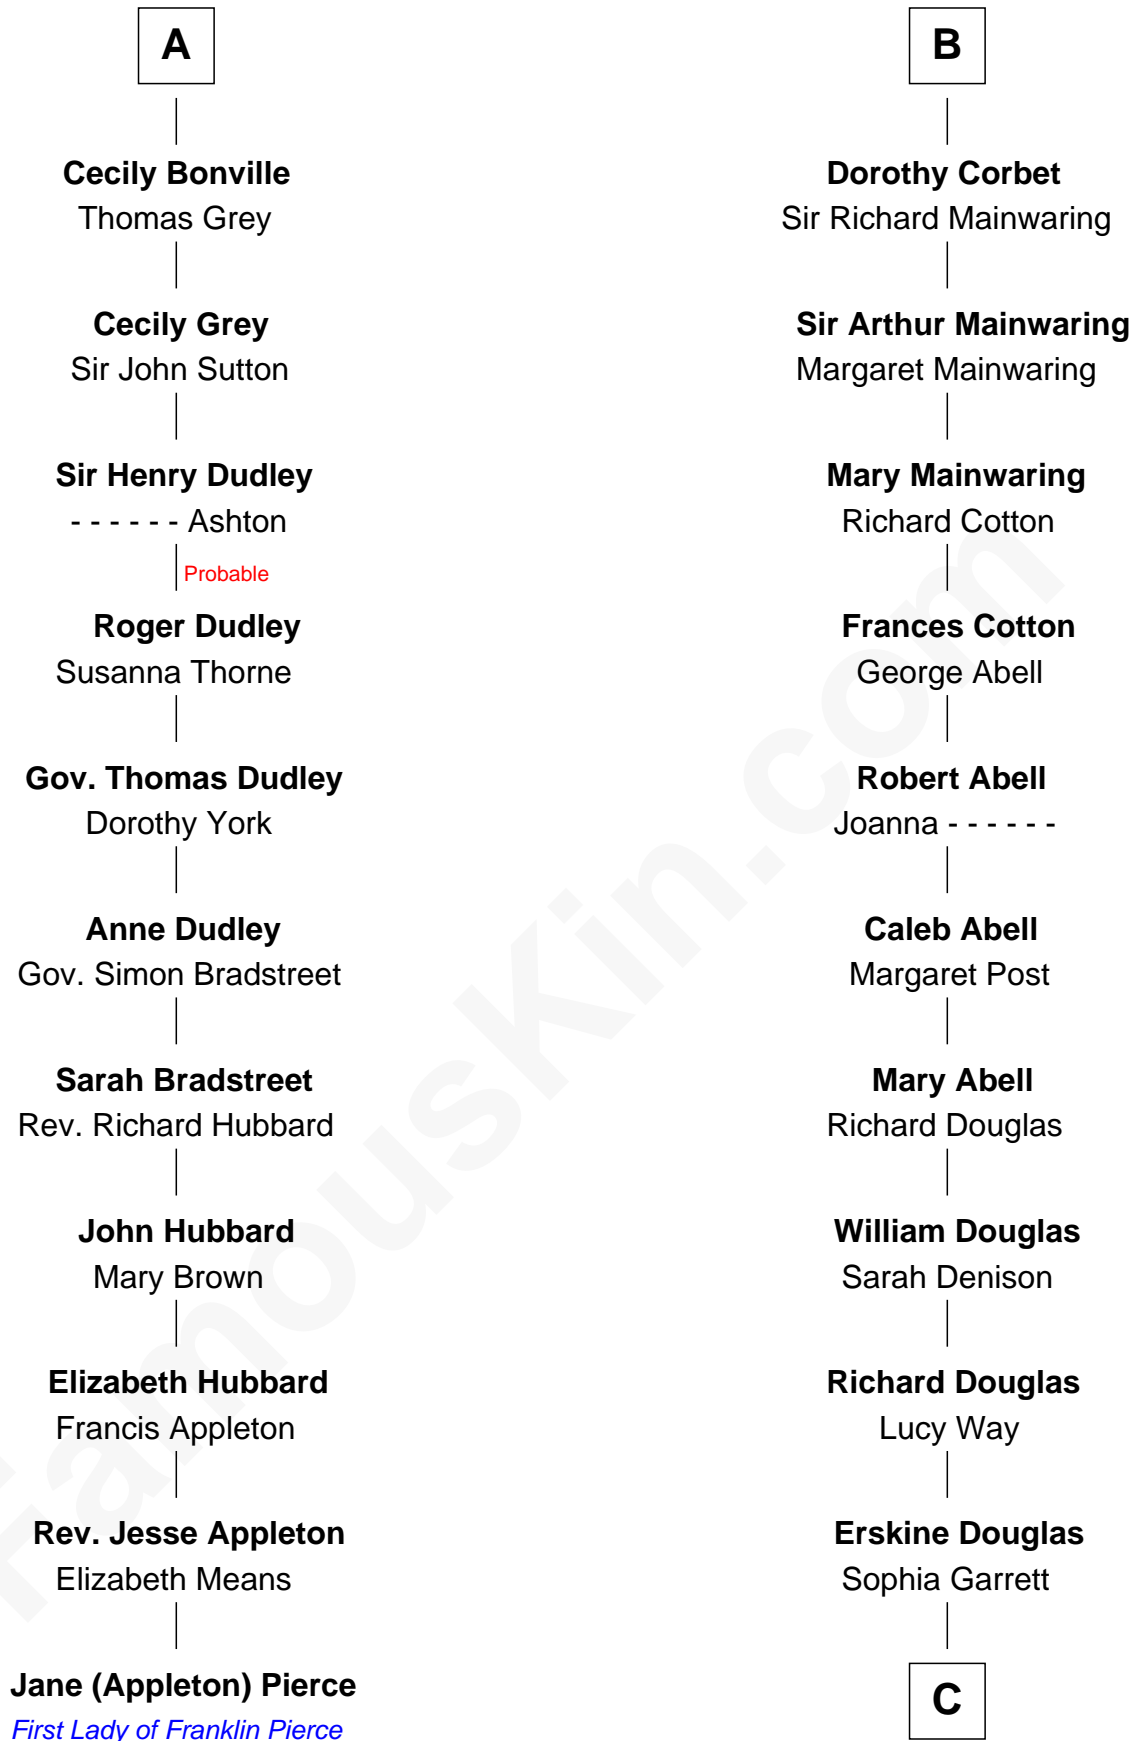 A
Cecily Bonville
Thomas Grey
Cecily Grey
Sir John Sutton
Sir Henry Dudley
- - - - - - Ashton
Probable
Roger Dudley
Susanna Thorne
Gov. Thomas Dudley
Dorothy York
Anne Dudley
Gov. Simon Bradstreet
Sarah Bradstreet
Rev. Richard Hubbard
John Hubbard
Mary Brown
Elizabeth Hubbard
Francis Appleton
Rev. Jesse Appleton
Elizabeth Means
Jane (Appleton) Pierce
First Lady of Franklin Pierce
B
Dorothy Corbet
Sir Richard Mainwaring
Sir Arthur Mainwaring
Margaret Mainwaring
Mary Mainwaring
Richard Cotton
Frances Cotton
George Abell
Robert Abell
Joanna - - - - - -
Caleb Abell
Margaret Post
Mary Abell
Richard Douglas
William Douglas
Sarah Denison
Richard Douglas
Lucy Way
Erskine Douglas
Sophia Garrett
C
FamousKin.com